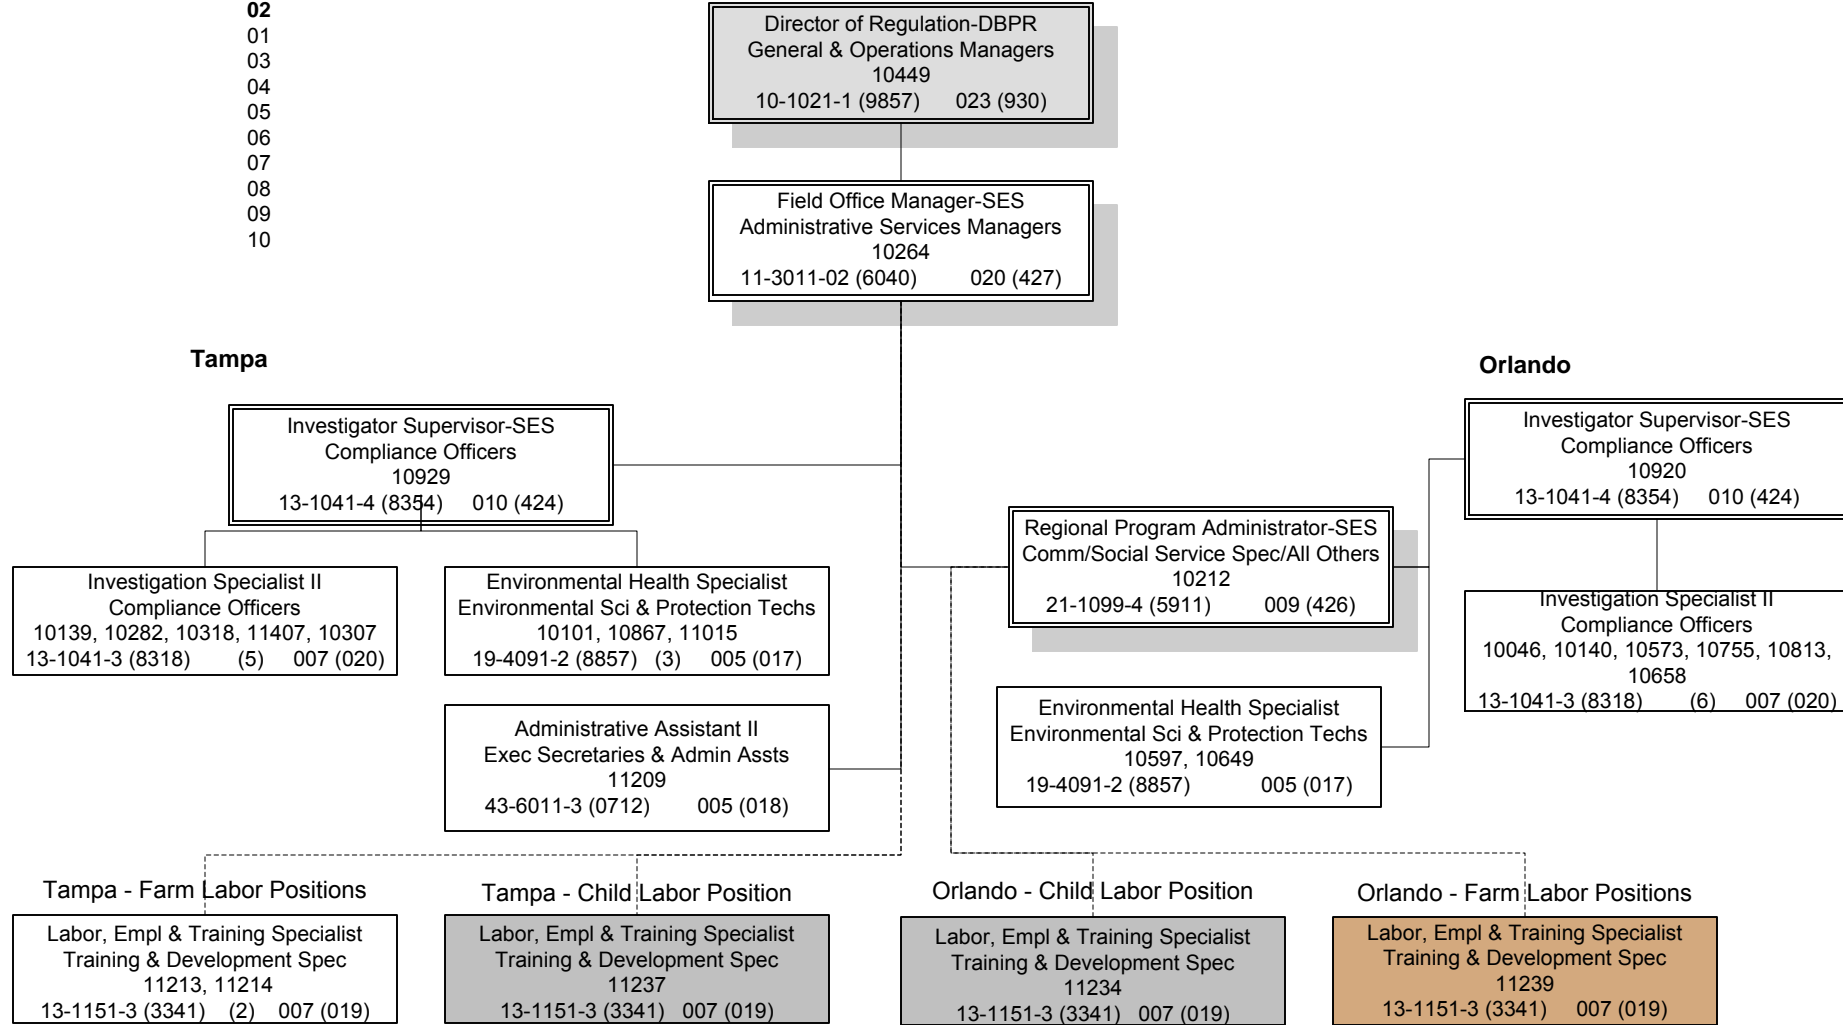 02
01
03
04
05
06
07
08
09
10
Director of Regulation-DBPR
General & Operations Managers
10449
10-1021-1 (9857) 023 (930)
Field Office Manager-SES
Administrative Services Managers
10264
11-3011-02 (6040) 020 (427)
Tampa
Orlando
Investigator Supervisor-SES
Compliance Officers
10929
13-1041-4 (8354) 010 (424)
Investigator Supervisor-SES
Compliance Officers
10920
13-1041-4 (8354) 010 (424)
Regional Program Administrator-SES
Comm/Social Service Spec/All Others
10212
21-1099-4 (5911) 009 (426)
Investigation Specialist II
Compliance Officers
10139, 10282, 10318, 11407, 10307
13-1041-3 (8318) (5) 007 (020)
Environmental Health Specialist
Environmental Sci & Protection Techs
10101, 10867, 11015
19-4091-2 (8857) (3) 005 (017)
Investigation Specialist II
Compliance Officers
10046, 10140, 10573, 10755, 10813,
10658
13-1041-3 (8318) (6) 007 (020)
Administrative Assistant II
Exec Secretaries & Admin Assts
11209
43-6011-3 (0712) 005 (018)
Environmental Health Specialist
Environmental Sci & Protection Techs
10597, 10649
19-4091-2 (8857) 005 (017)
Tampa - Farm Labor Positions
Labor, Empl & Training Specialist
Training & Development Spec
11213, 11214
13-1151-3 (3341) (2) 007 (019)
Tampa - Child Labor Position
Labor, Empl & Training Specialist
Training & Development Spec
11237
13-1151-3 (3341) 007 (019)
Orlando - Child Labor Position
Labor, Empl & Training Specialist
Training & Development Spec
11234
13-1151-3 (3341) 007 (019)
Orlando - Farm Labor Positions
Labor, Empl & Training Specialist
Training & Development Spec
11239
13-1151-3 (3341) 007 (019)